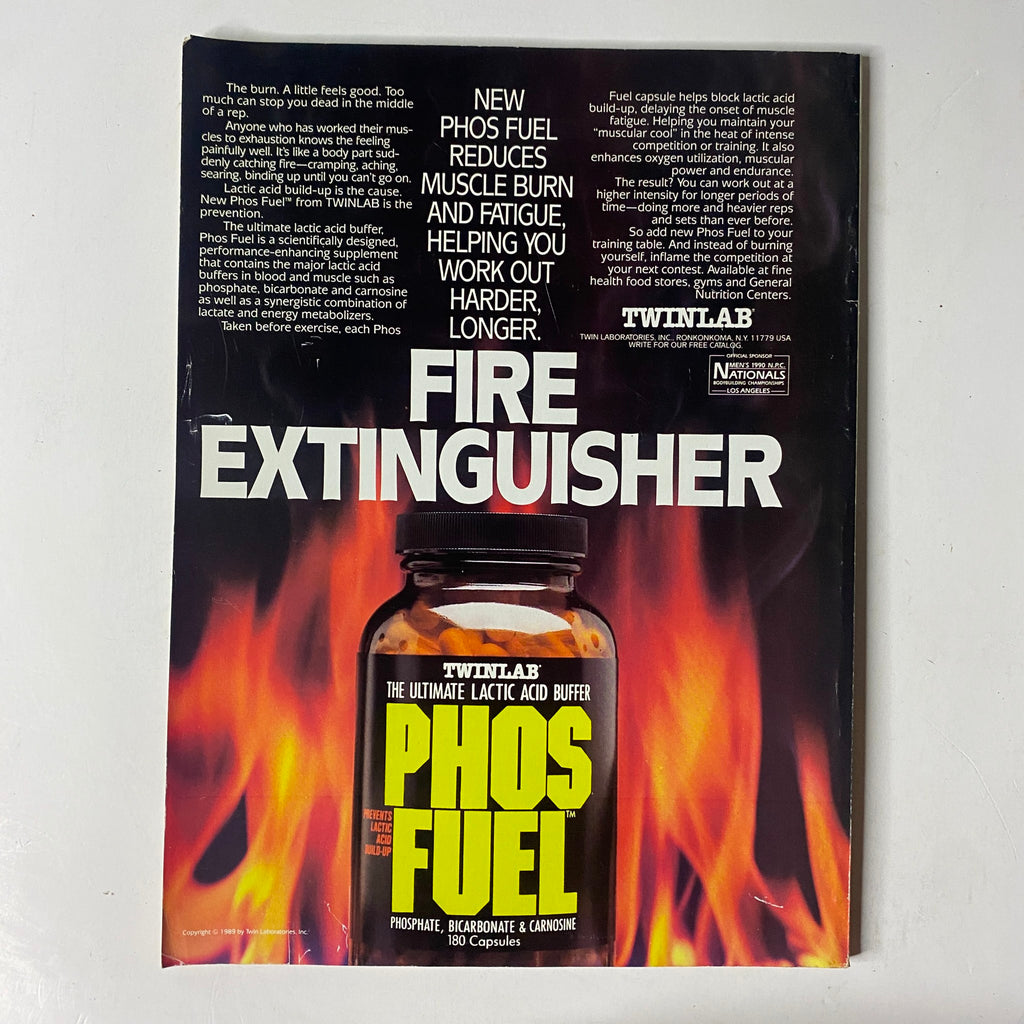 The burn. A little feels good. Too
much can stop you dead in the middle
of a rep.
Anyone who has worked their mus-
cles to exhaustion knows the feeling
painfully well. It's like a body part sud-
denly catching fire—cramping, aching,
searing, binding up until you can't go on.
Lactic acid build-up is the cause.
New Phos Fuel™ from TWINLAB is the
prevention.
The ultimate lactic acid buffer,
Phos Fuel is a scientifically designed,
performance-enhancing supplement
that contains the major lactic acid
buffers in blood and muscle such as
phosphate, bicarbonate and carnosine
as well as a synergistic combination of
lactate and energy metabolizers.
Taken before exercise, each Phos
NEW
PHOS FUEL
REDUCES
MUSCLE BURN
AND FATIGUE,
HELPING YOU
WORK OUT
HARDER,
LONGER.
Fuel capsule helps block lactic acid
build-up, delaying the onset of muscle
fatigue. Helping you maintain your
"muscular cool" in the heat of intense
competition or training. It also
enhances oxygen utilization, muscular
power and endurance.
The result? You can work out at a
higher intensity for longer periods of
time—doing more and heavier reps
and sets than ever before.
So add new Phos Fuel to your
training table. And instead of burning
yourself, inflame the competition at
your next contest. Available at fine
health food stores, gyms and General
Nutrition Centers.
TWINLAB®
TWIN LABORATORIES, INC., RONKONKOMA, N.Y. 11779 USA
WRITE FOR OUR FREE CATALOG.
OFFICIAL SPONSOR
MEN'S 1990 N.P.C.
NATIONALS
BODYBUILDING CHAMPIONSHIPS
LOS ANGELES
FIRE
EXTINGUISHER
TWINLAB®
THE ULTIMATE LACTIC ACID BUFFER
PHOS
FUEL™
PREVENTS
LACTIC
ACID
BUILD-UP
PHOSPHATE, BICARBONATE & CARNOSINE
180 Capsules
Copyright © 1989 by Twin Laboratories, Inc.